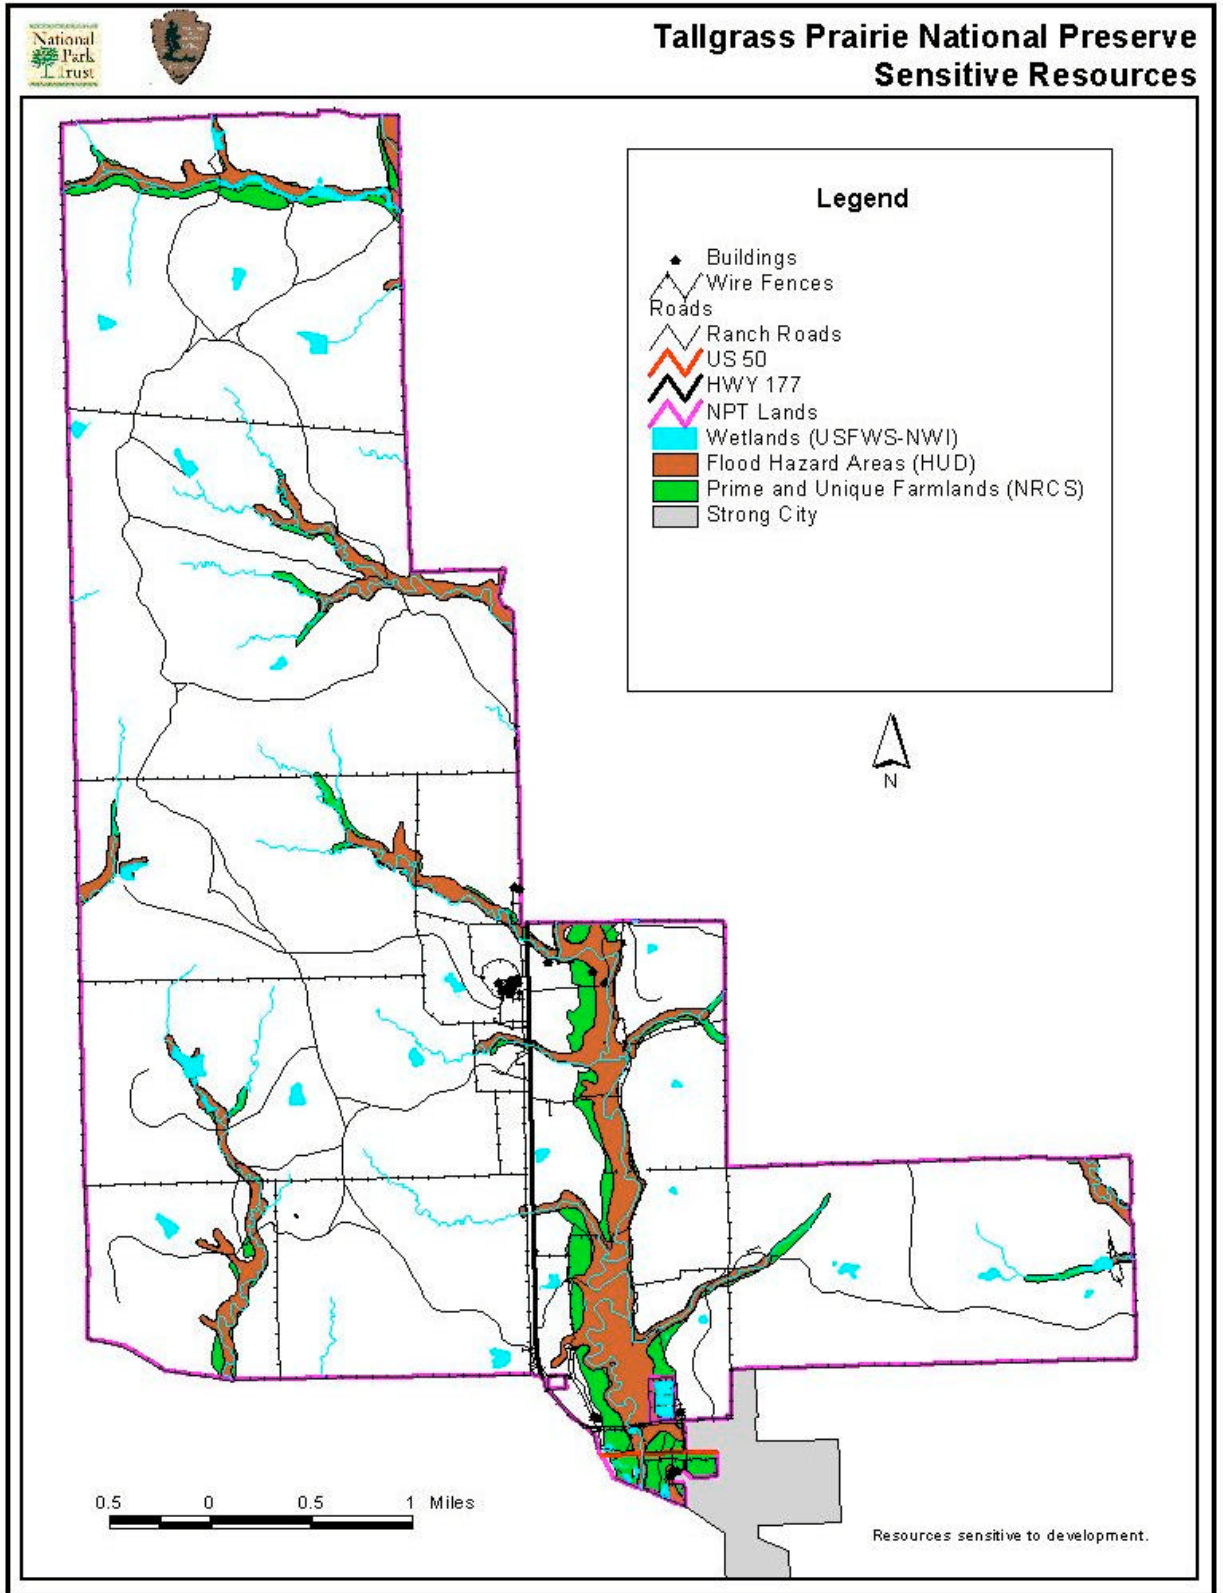 National
Park
Trust
Tallgrass Prairie National Preserve
Sensitive Resources
Legend
Buildings
Wire Fences
Roads
Ranch Roads
US 50
HWY 177
NPT Lands
Wetlands (USFWS-NWI)
Flood Hazard Areas (HUD)
Prime and Unique Farmlands (NRCS)
Strong City
N
0.5 0 0.5 1 Miles
Resources sensitive to development.